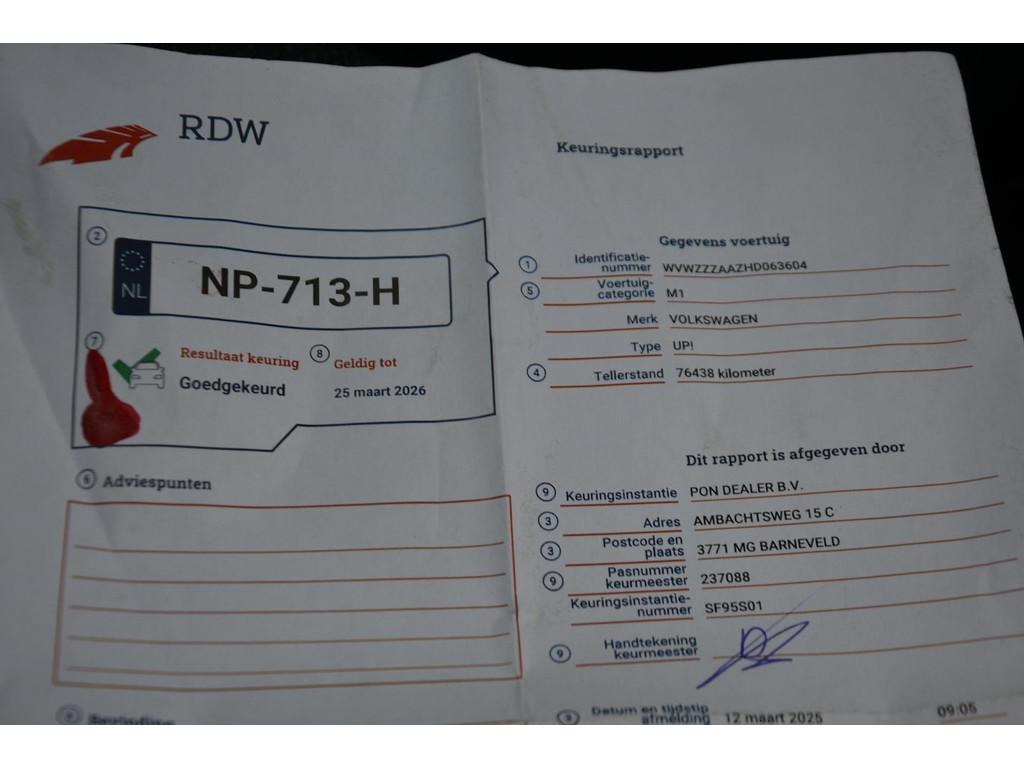 RDW
Keuringsrapport
2
NL
NP-713-H
7
Resultaat keuring
Goedgekeurd
8
Geldig tot
25 maart 2026
6 Adviespunten
Gegevens voertuig
1 Identificatie-
nummer WVWZZZAAZHD063604
5 Voertuig-
categorie M1
Merk VOLKSWAGEN
Type UP!
4 Tellerstand 76438 kilometer
Dit rapport is afgegeven door
9 Keuringsinstantie PON DEALER B.V.
3 Adres AMBACHTSWEG 15 C
3 Postcode en
plaats 3771 MG BARNEVELD
9 Pasnummer
keurmeester 237088
Keuringsinstantie-
nummer SF95S01
9 Handtekening
keurmeester
Datum en tijdstip
afmelding 12 maart 2025 09:05